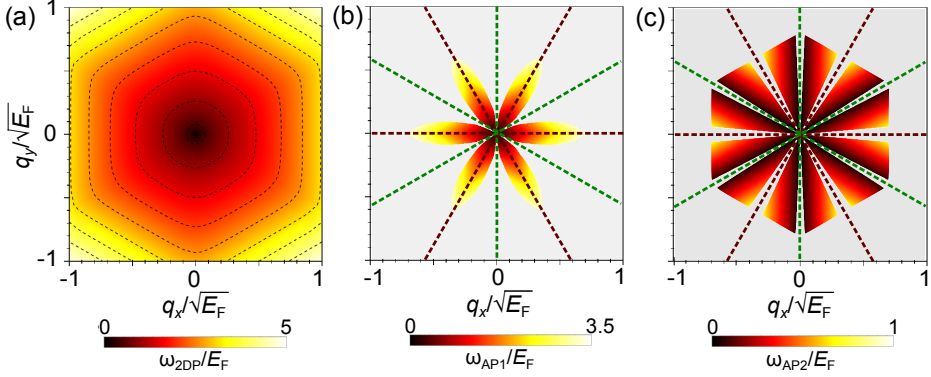 (a)
1
0
-1
q_y/√E_F
-1
0
1
q_x/√E_F
0
5
ω_2DP/E_F
(b)
-1
0
1
q_x/√E_F
0
3.5
ω_AP1/E_F
(c)
-1
0
1
q_x/√E_F
0
1
ω_AP2/E_F